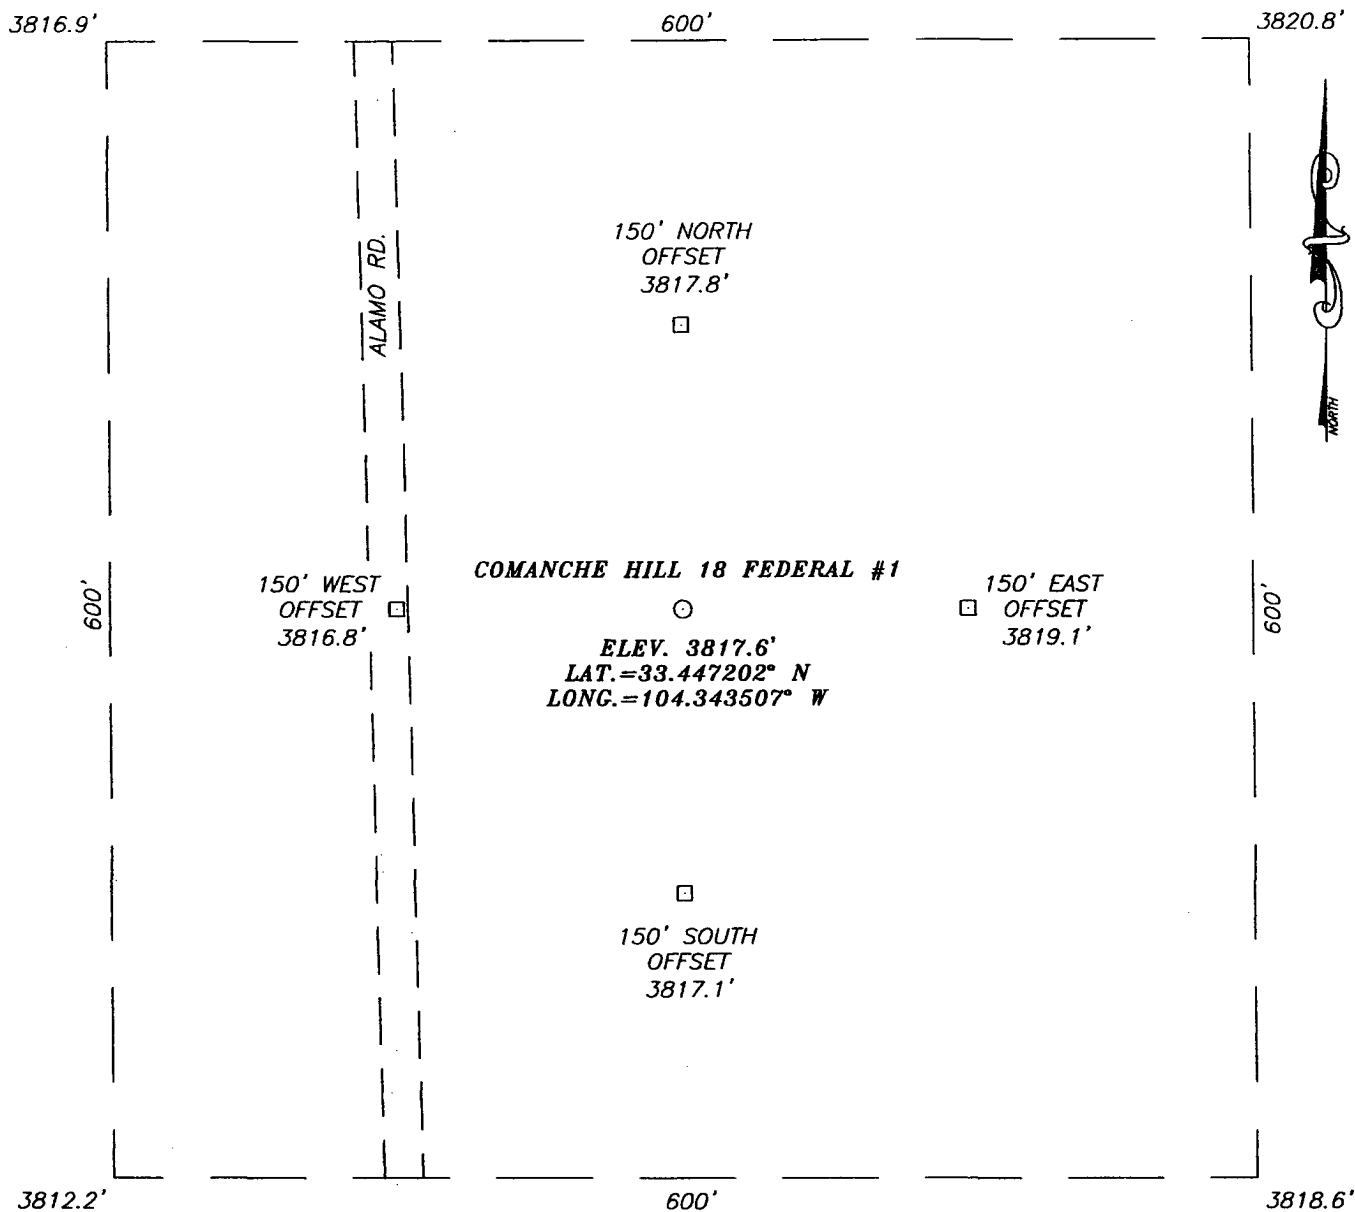 3816.9'
600'
3820.8'
150' NORTH
OFFSET
3817.8'
ALAMO RD.
NORTH
COMANCHE HILL 18 FEDERAL #1
ELEV. 3817.6'
LAT.=33.447202° N
LONG.=104.343507° W
150' WEST
OFFSET
3816.8'
150' EAST
OFFSET
3819.1'
600'
600'
150' SOUTH
OFFSET
3817.1'
3812.2'
600'
3818.6'